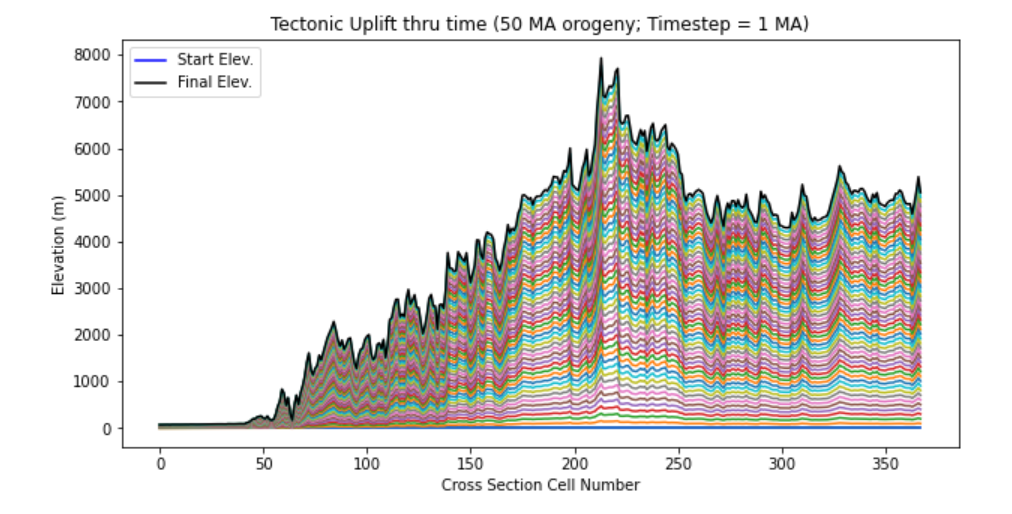 Tectonic Uplift thru time (50 MA orogeny; Timestep = 1 MA)
Start Elev.
Final Elev.
8000
7000
6000
5000
4000
3000
2000
1000
0
Elevation (m)
0 50 100 150 200 250 300 350
Cross Section Cell Number